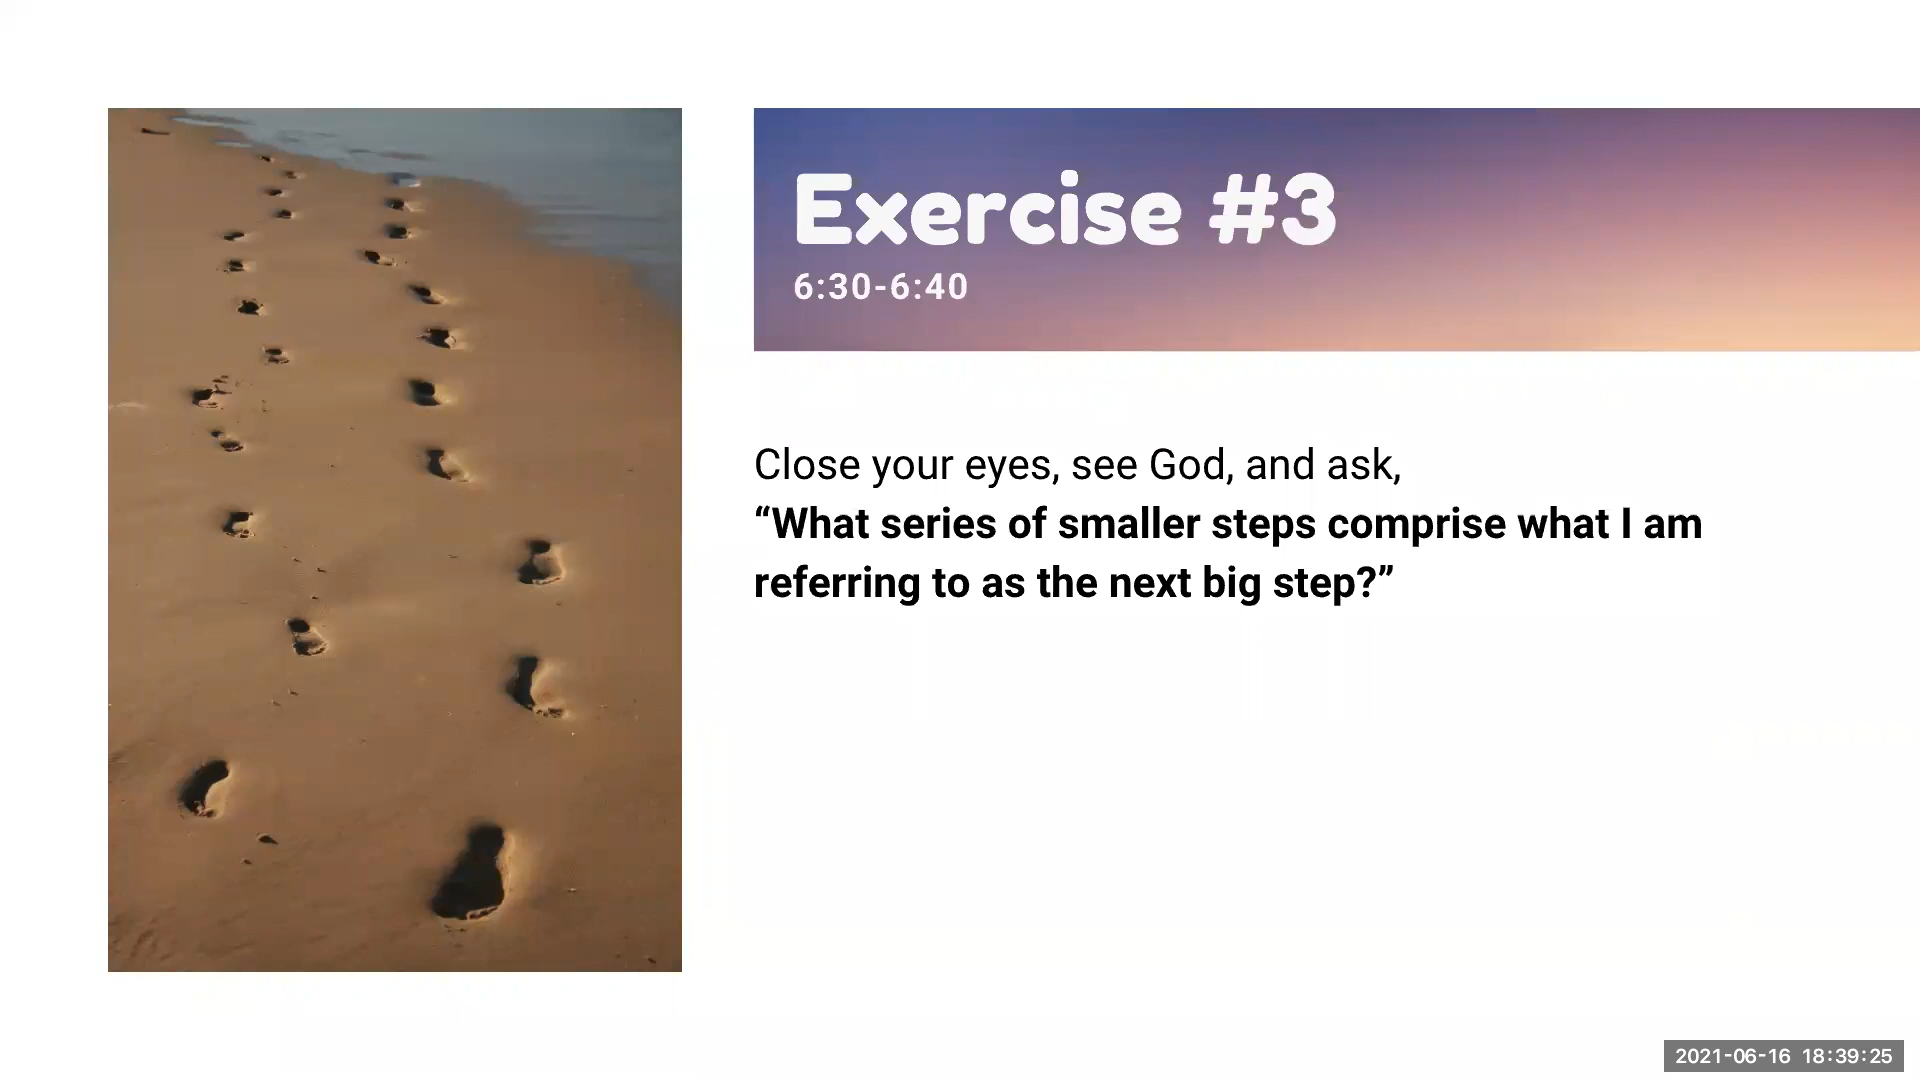 Exercise #3
6:30-6:40
Close your eyes, see God, and ask,
“What series of smaller steps comprise what I am
referring to as the next big step?”
2021-06-16 18:39:25